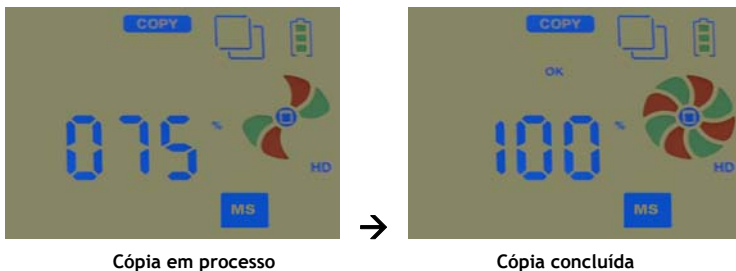 COPY
075 %
HD
MS
→
COPY
OK
100 %
HD
MS
Cópia em processo
Cópia concluída